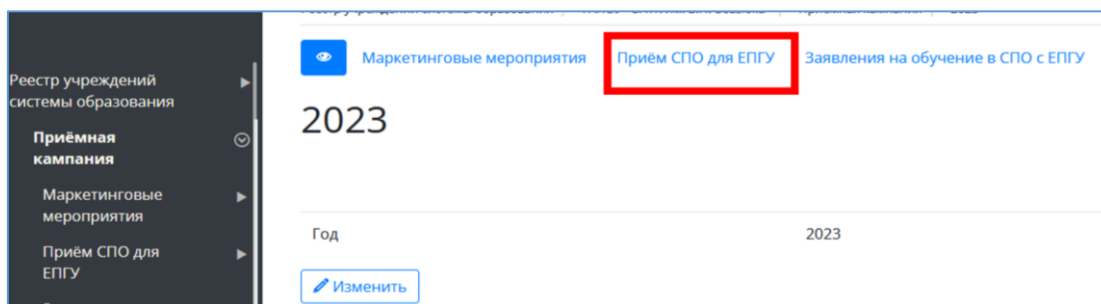 Маркетинговые мероприятия Приём СПО для ЕПГУ Заявления на обучение в СПО с ЕПГУ
Реестр учреждений
системы образования
2023
Приёмная
кампания
Маркетинговые
мероприятия
Год 2023
Приём СПО для
ЕПГУ
Изменить